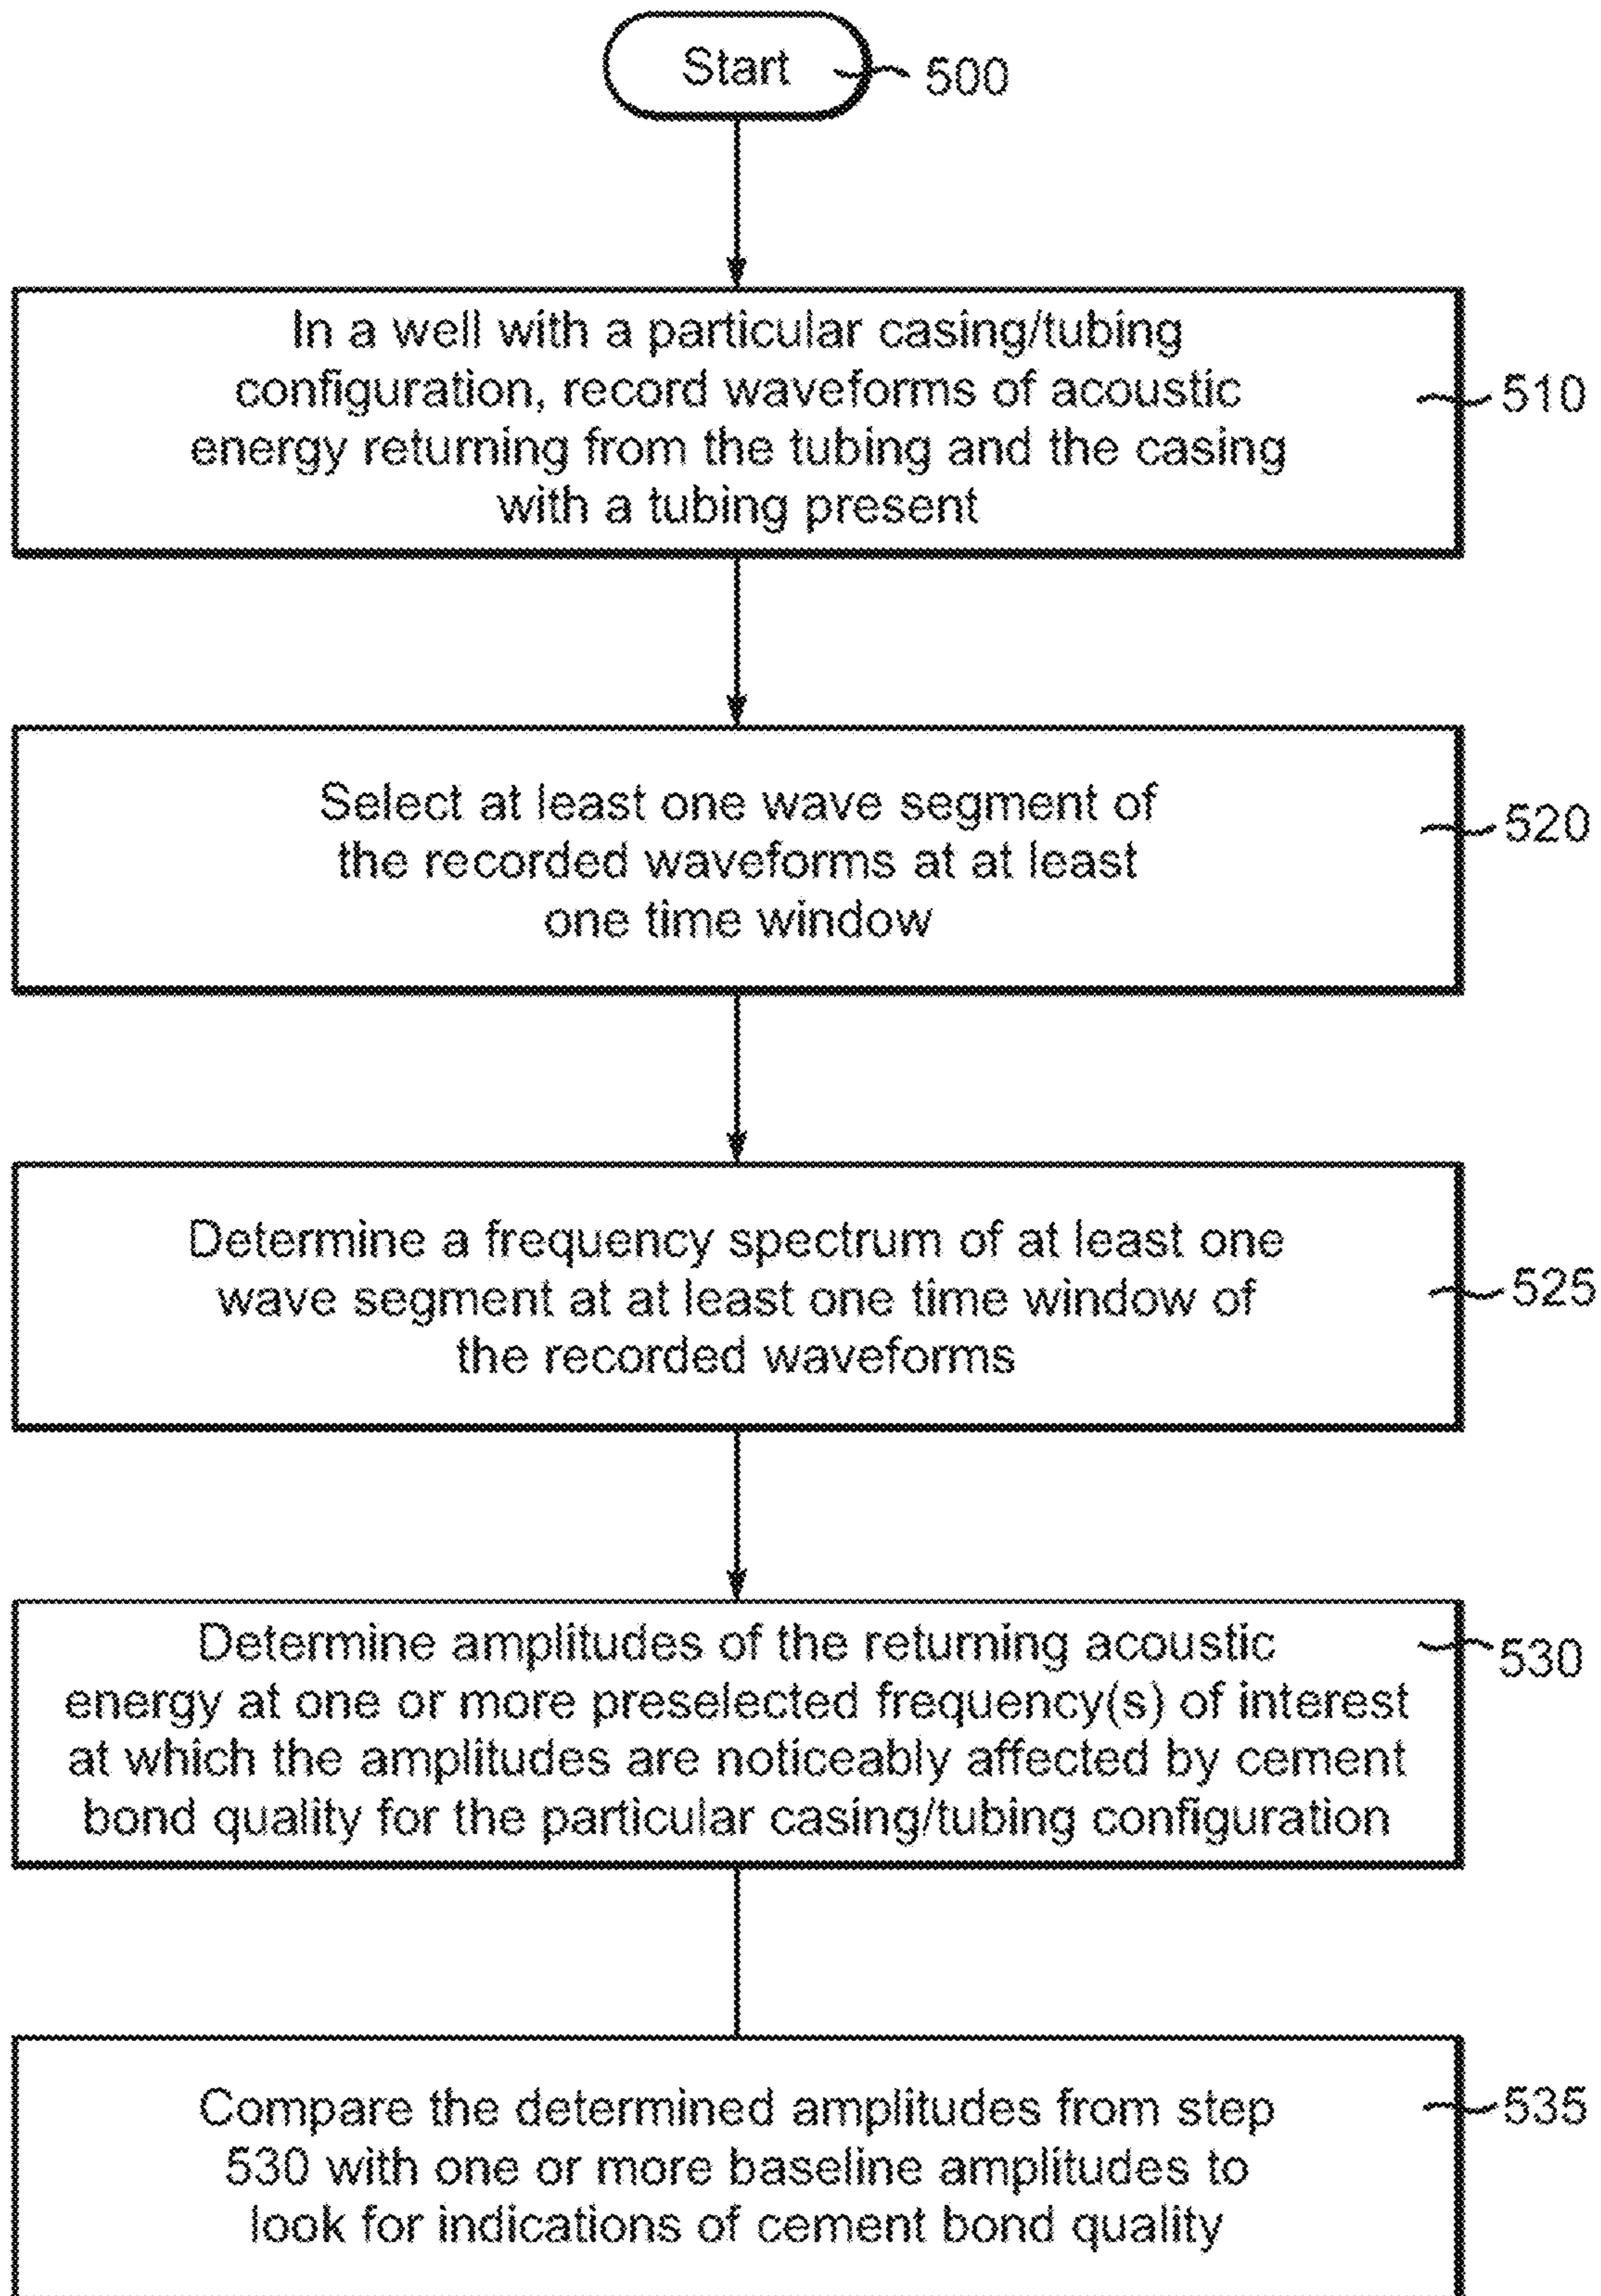 Start
500
In a well with a particular casing/tubing
configuration, record waveforms of acoustic
energy returning from the tubing and the casing
with a tubing present
510
Select at least one wave segment of
the recorded waveforms at at least
one time window
520
Determine a frequency spectrum of at least one
wave segment at at least one time window of
the recorded waveforms
525
Determine amplitudes of the returning acoustic
energy at one or more preselected frequency(s) of interest
at which the amplitudes are noticeably affected by cement
bond quality for the particular casing/tubing configuration
530
Compare the determined amplitudes from step
530 with one or more baseline amplitudes to
look for indications of cement bond quality
535